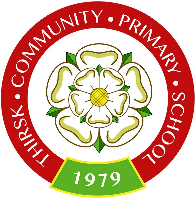 THIRSK • COMMUNITY • PRIMARY • SCHOOL
1979